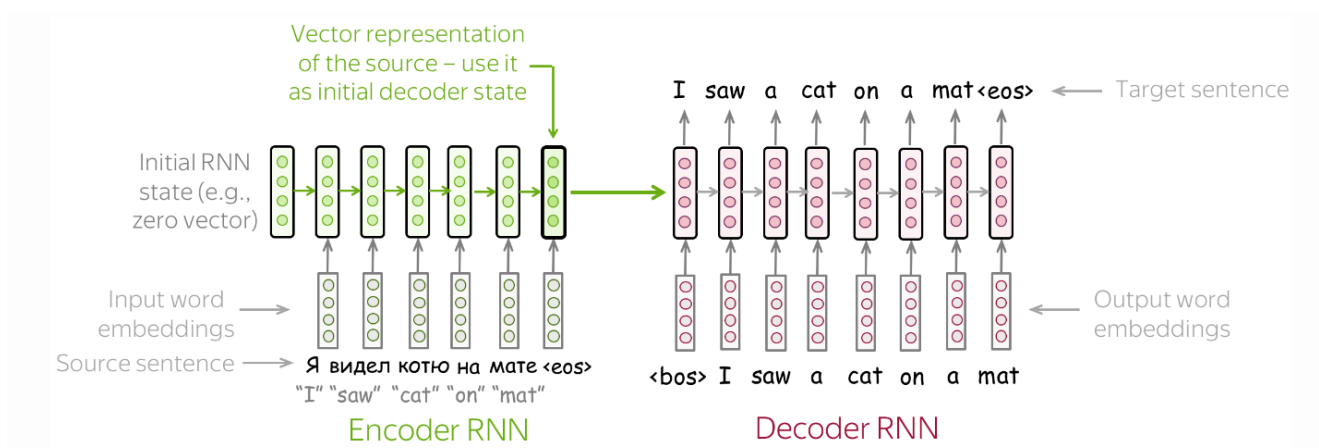 Vector representation
of the source – use it
as initial decoder state
I saw a cat on a mat <eos>
Target sentence
Initial RNN
state (e.g.,
zero vector)
Input word
embeddings
Output word
embeddings
Source sentence
Я видел котю на мате <eos>
"I" "saw" "cat" "on" "mat"
<bos> I saw a cat on a mat
Encoder RNN
Decoder RNN